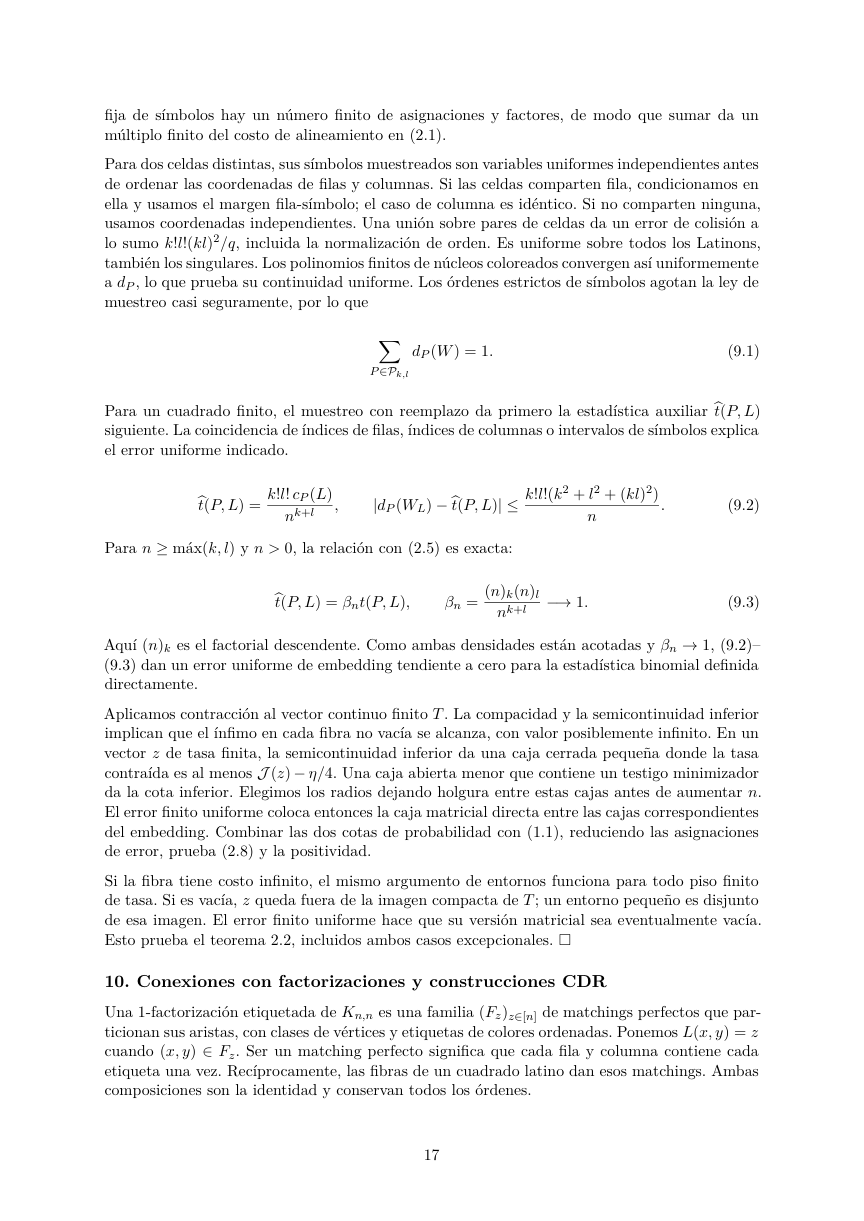 fija de símbolos hay un número finito de asignaciones y factores, de modo que sumar da un
múltiplo finito del costo de alineamiento en (2.1).
Para dos celdas distintas, sus símbolos muestreados son variables uniformes independientes antes
de ordenar las coordenadas de filas y columnas. Si las celdas comparten fila, condicionamos en
ella y usamos el margen fila-símbolo; el caso de columna es idéntico. Si no comparten ninguna,
usamos coordenadas independientes. Una unión sobre pares de celdas da un error de colisión a
lo sumo k!l!(kl)²/q, incluida la normalización de orden. Es uniforme sobre todos los Latinons,
también los singulares. Los polinomios finitos de núcleos coloreados convergen así uniformemente
a d_P, lo que prueba su continuidad uniforme. Los órdenes estrictos de símbolos agotan la ley de
muestreo casi seguramente, por lo que
∑_{P∈𝒫_{k,l}} d_P(W) = 1. (9.1)
Para un cuadrado finito, el muestreo con reemplazo da primero la estadística auxiliar t̂(P, L)
siguiente. La coincidencia de índices de filas, índices de columnas o intervalos de símbolos explica
el error uniforme indicado.
t̂(P, L) = k!l! c_P(L) / n^{k+l}, |d_P(W_L) − t̂(P, L)| ≤ k!l!(k² + l² + (kl)²) / n. (9.2)
Para n ≥ máx(k, l) y n > 0, la relación con (2.5) es exacta:
t̂(P, L) = β_n t(P, L), β_n = (n)_k(n)_l / n^{k+l} ⟶ 1. (9.3)
Aquí (n)_k es el factorial descendente. Como ambas densidades están acotadas y β_n → 1, (9.2)–
(9.3) dan un error uniforme de embedding tendiente a cero para la estadística binomial definida
directamente.
Aplicamos contracción al vector continuo finito T. La compacidad y la semicontinuidad inferior
implican que el ínfimo en cada fibra no vacía se alcanza, con valor posiblemente infinito. En un
vector z de tasa finita, la semicontinuidad inferior da una caja cerrada pequeña donde la tasa
contraída es al menos 𝒥(z) − η/4. Una caja abierta menor que contiene un testigo minimizador
da la cota inferior. Elegimos los radios dejando holgura entre estas cajas antes de aumentar n.
El error finito uniforme coloca entonces la caja matricial directa entre las cajas correspondientes
del embedding. Combinar las dos cotas de probabilidad con (1.1), reduciendo las asignaciones
de error, prueba (2.8) y la positividad.
Si la fibra tiene costo infinito, el mismo argumento de entornos funciona para todo piso finito
de tasa. Si es vacía, z queda fuera de la imagen compacta de T; un entorno pequeño es disjunto
de esa imagen. El error finito uniforme hace que su versión matricial sea eventualmente vacía.
Esto prueba el teorema 2.2, incluidos ambos casos excepcionales. □
10. Conexiones con factorizaciones y construcciones CDR
Una 1-factorización etiquetada de K_{n,n} es una familia (F_z)_{z∈[n]} de matchings perfectos que par-
ticionan sus aristas, con clases de vértices y etiquetas de colores ordenadas. Ponemos L(x, y) = z
cuando (x, y) ∈ F_z. Ser un matching perfecto significa que cada fila y columna contiene cada
etiqueta una vez. Recíprocamente, las fibras de un cuadrado latino dan esos matchings. Ambas
composiciones son la identidad y conservan todos los órdenes.
17